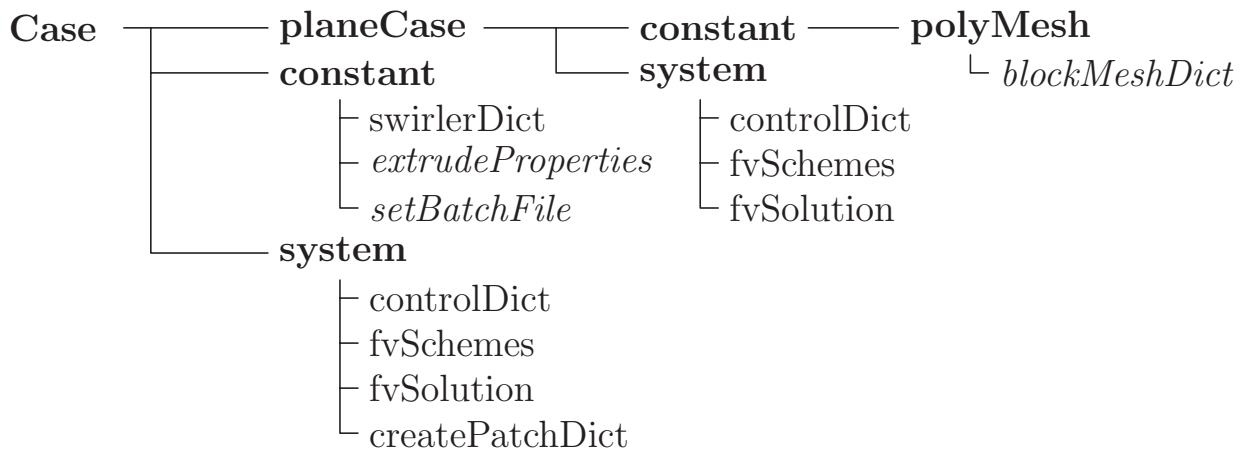 Case planeCase constant polyMesh
constant system blockMeshDict
swirlerDict controlDict
extrudeProperties fvSchemes
setBatchFile fvSolution
system
controlDict
fvSchemes
fvSolution
createPatchDict